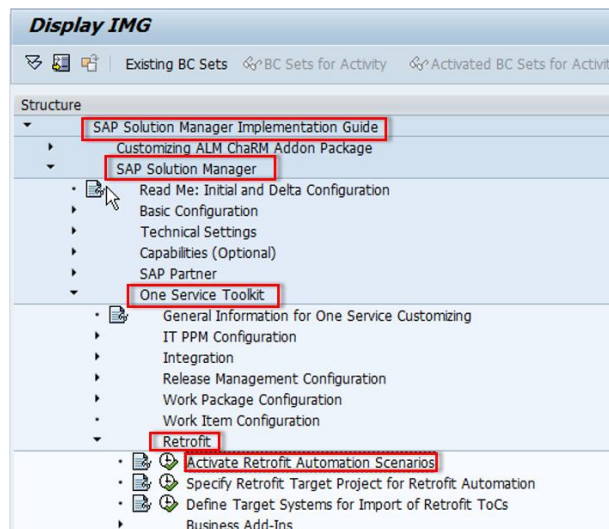 Display IMG
Existing BC Sets BC Sets for Activity Activated BC Sets for Activit
Structure
SAP Solution Manager Implementation Guide
Customizing ALM ChaRM Addon Package
SAP Solution Manager
Read Me: Initial and Delta Configuration
Basic Configuration
Technical Settings
Capabilities (Optional)
SAP Partner
One Service Toolkit
General Information for One Service Customizing
IT PPM Configuration
Integration
Release Management Configuration
Work Package Configuration
Work Item Configuration
Retrofit
Activate Retrofit Automation Scenarios
Specify Retrofit Target Project for Retrofit Automation
Define Target Systems for Import of Retrofit ToCs
Business Add-Ins